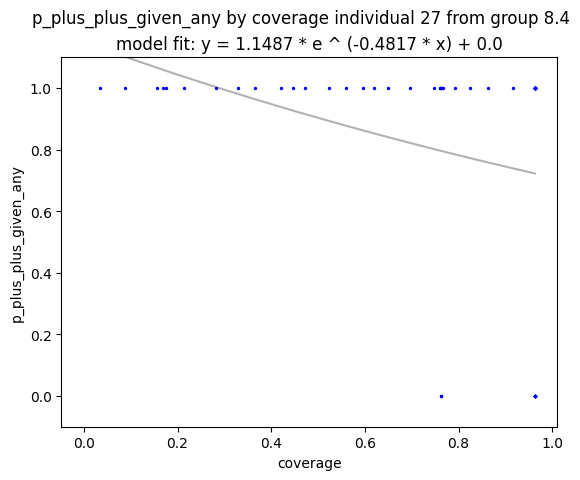 p_plus_plus_given_any by coverage individual 27 from group 8.4
model fit: y = 1.1487 * e ^ (-0.4817 * x) + 0.0
1.0
0.8
0.6
0.4
0.2
0.0
p_plus_plus_given_any
0.0 0.2 0.4 0.6 0.8 1.0
coverage